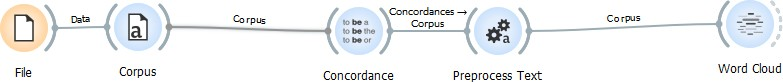 Data
Corpus
Concordances →
Corpus
Corpus
a
to be a
to be the
to be or
a
File
Corpus
Concordance
Preprocess Text
Word Cloud